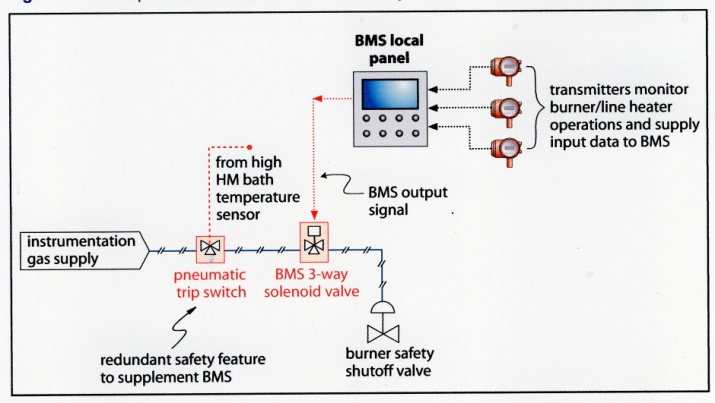 BMS local
panel
transmitters monitor
burner/line heater
operations and supply
input data to BMS
from high
HM bath
temperature
sensor
BMS output
signal
instrumentation
gas supply
pneumatic
trip switch
BMS 3-way
solenoid valve
redundant safety feature
to supplement BMS
burner safety
shutoff valve